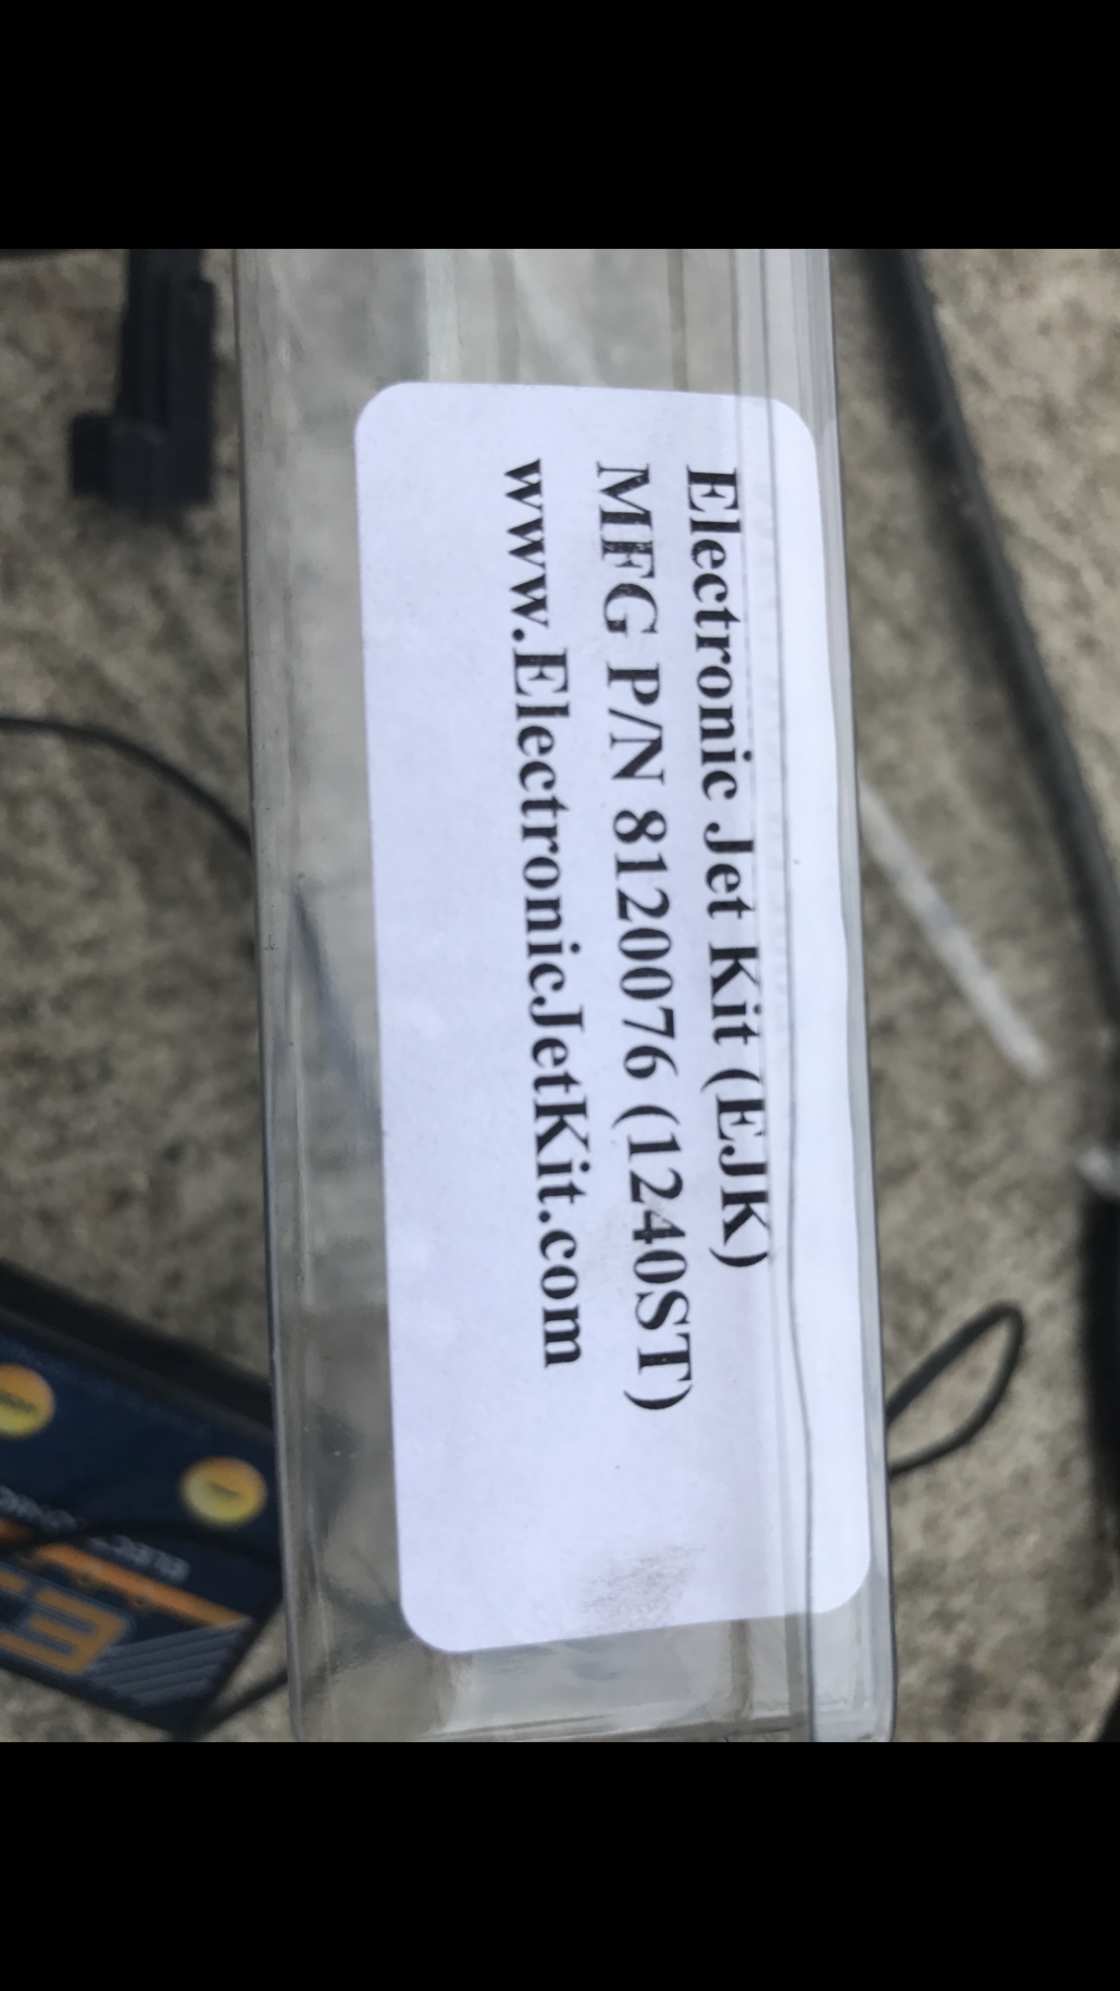 Electronic Jet Kit (EJK)
MFG P/N 8120076 (1240ST)
www.ElectronicJetKit.com